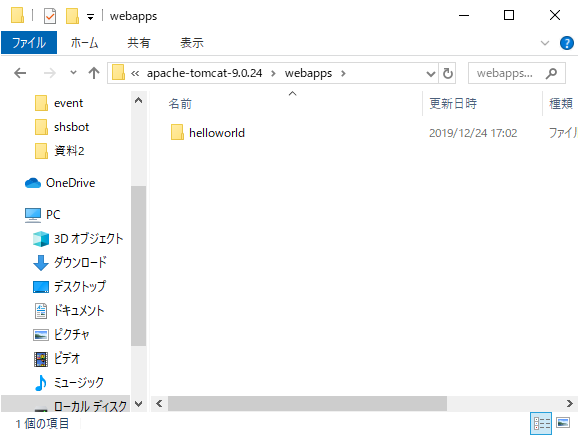 webapps
ファイル ホーム 共有 表示
« apache-tomcat-9.0.24 › webapps › webapps...
名前 更新日時 種類
event
helloworld 2019/12/24 17:02 ファイ
shsbot
資料2
OneDrive
PC
3D オブジェクト
ダウンロード
デスクトップ
ドキュメント
ピクチャ
ビデオ
ミュージック
ローカル ディスク
1 個の項目